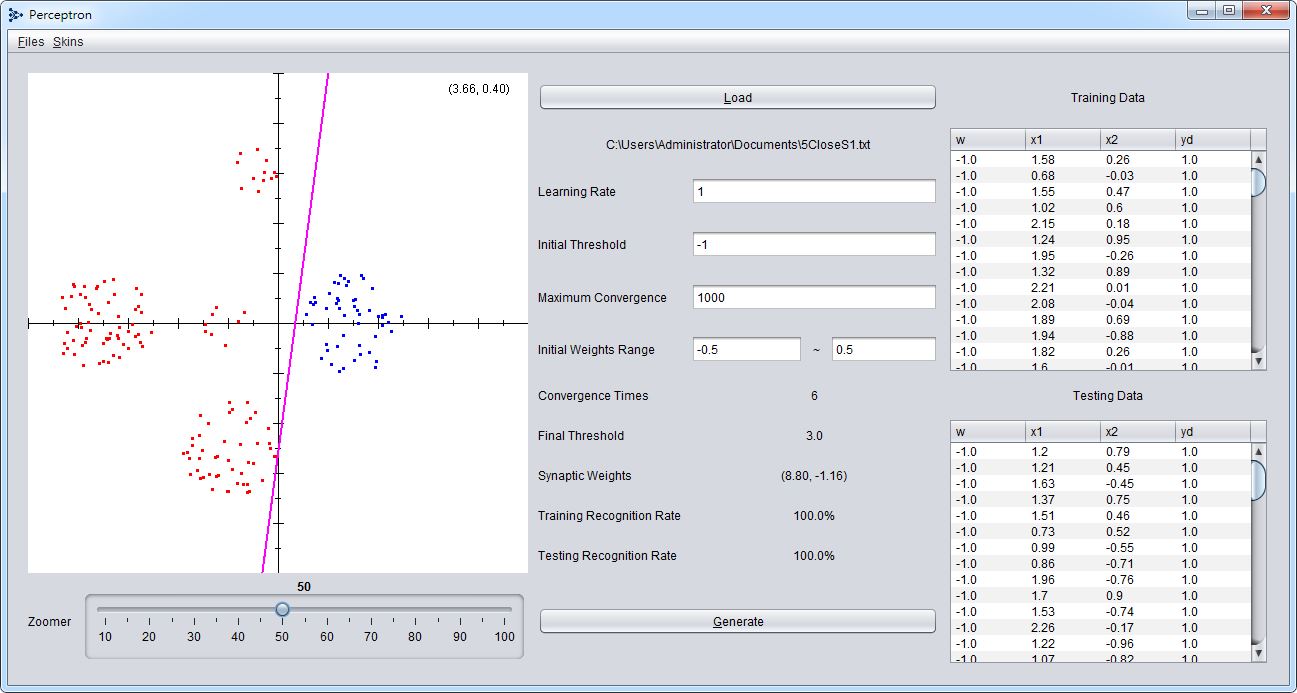 Perceptron
Files Skins
(3.66, 0.40)
50
Zoomer
10 20 30 40 50 60 70 80 90 100
Load
C:\Users\Administrator\Documents\5CloseS1.txt
Learning Rate 1
Initial Threshold -1
Maximum Convergence 1000
Initial Weights Range -0.5 ~ 0.5
Convergence Times 6
Final Threshold 3.0
Synaptic Weights (8.80, -1.16)
Training Recognition Rate 100.0%
Testing Recognition Rate 100.0%
Generate
Training Data
w x1 x2 yd
-1.0 1.58 0.26 1.0
-1.0 0.68 -0.03 1.0
-1.0 1.55 0.47 1.0
-1.0 1.02 0.6 1.0
-1.0 2.15 0.18 1.0
-1.0 1.24 0.95 1.0
-1.0 1.95 -0.26 1.0
-1.0 1.32 0.89 1.0
-1.0 2.21 0.01 1.0
-1.0 2.08 -0.04 1.0
-1.0 1.89 0.69 1.0
-1.0 1.94 -0.88 1.0
-1.0 1.82 0.26 1.0
-1.0 1.6 -0.01 1.0
Testing Data
w x1 x2 yd
-1.0 1.2 0.79 1.0
-1.0 1.21 0.45 1.0
-1.0 1.63 -0.45 1.0
-1.0 1.37 0.75 1.0
-1.0 1.51 0.46 1.0
-1.0 0.73 0.52 1.0
-1.0 0.99 -0.55 1.0
-1.0 0.86 -0.71 1.0
-1.0 1.96 -0.76 1.0
-1.0 1.7 0.9 1.0
-1.0 1.53 -0.74 1.0
-1.0 2.26 -0.17 1.0
-1.0 1.22 -0.96 1.0
-1.0 1.07 -0.82 1.0